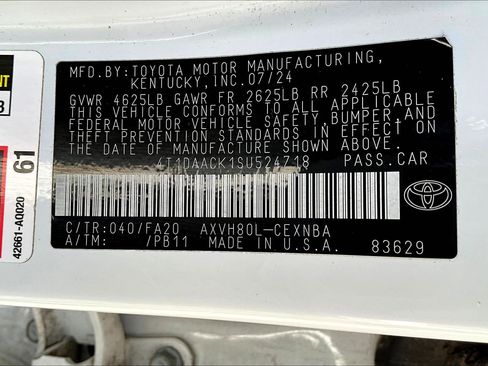 MFD.BY:TOYOTA MOTOR MANUFACTURING,
KENTUCKY,INC.07/24
GVWR 4625LB GAWR FR 2625LB RR 2425LB
THIS VEHICLE CONFORMS TO ALL APPLICABLE
FEDERAL MOTOR VEHICLE SAFETY, BUMPER, AND
THEFT PREVENTION STANDARDS IN EFFECT ON
THE DATE OF MANUFACTURE SHOWN ABOVE.
4T1DAACK1SU524718 PASS.CAR
C/TR:040/FA20 AXVH80L-CEXNBA
A/TM: /PB11 MADE IN U.S.A. 83629
42661-A0020
61